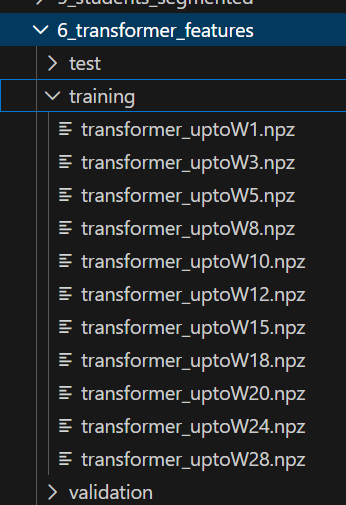 5_students_segmented
6_transformer_features
test
training
transformer_uptoW1.npz
transformer_uptoW3.npz
transformer_uptoW5.npz
transformer_uptoW8.npz
transformer_uptoW10.npz
transformer_uptoW12.npz
transformer_uptoW15.npz
transformer_uptoW18.npz
transformer_uptoW20.npz
transformer_uptoW24.npz
transformer_uptoW28.npz
validation